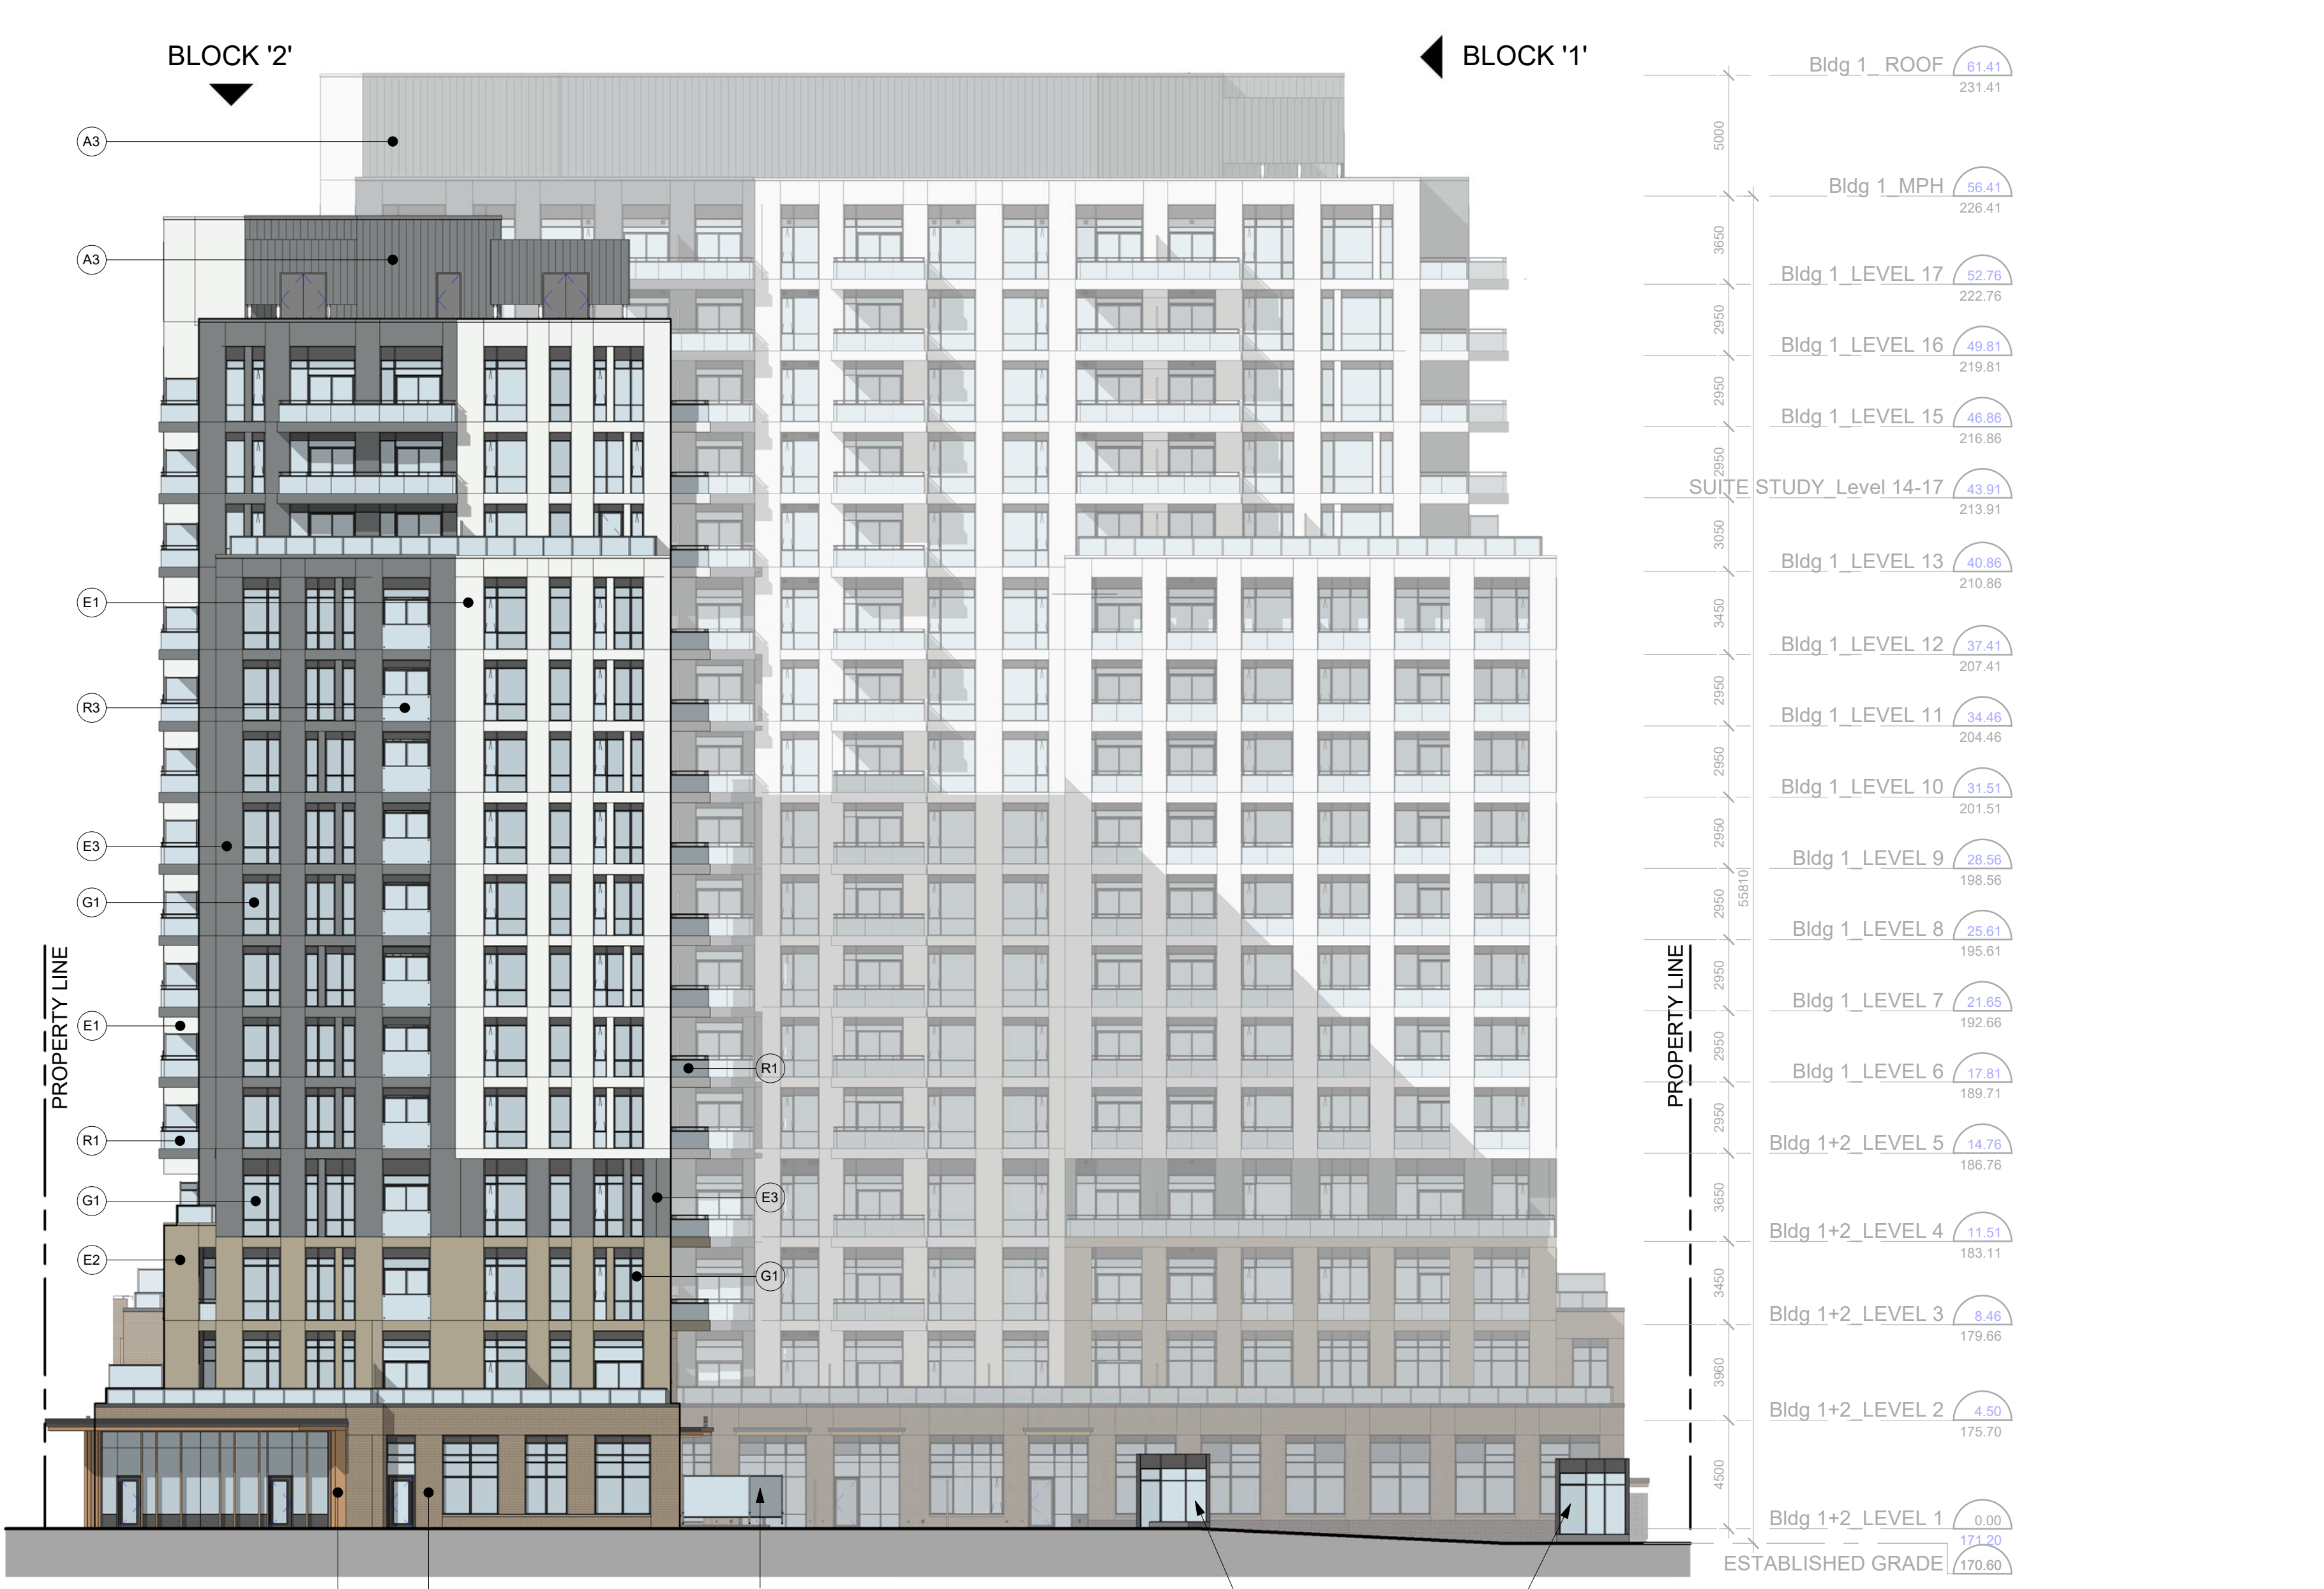 BLOCK '2'
BLOCK '1'
A3
A3
E1
R3
E3
G1
E1
R1
G1
E2
R1
E3
G1
PROPERTY LINE
PROPERTY LINE
Bldg 1_ ROOF 61.41
231.41
5000
Bldg 1_MPH 56.41
226.41
3650
Bldg 1_LEVEL 17 52.76
222.76
2950
Bldg 1_LEVEL 16 49.81
219.81
2950
Bldg 1_LEVEL 15 46.86
216.86
2950
SUITE STUDY_Level 14-17 43.91
213.91
3050
Bldg 1_LEVEL 13 40.86
210.86
3450
Bldg 1_LEVEL 12 37.41
207.41
2950
Bldg 1_LEVEL 11 34.46
204.46
2950
Bldg 1_LEVEL 10 31.51
201.51
2950
Bldg 1_LEVEL 9 28.56
198.56
55810
2950
Bldg 1_LEVEL 8 25.61
195.61
2950
Bldg 1_LEVEL 7 21.65
192.66
2950
Bldg 1_LEVEL 6 17.81
189.71
2950
Bldg 1+2_LEVEL 5 14.76
186.76
3650
Bldg 1+2_LEVEL 4 11.51
183.11
3450
Bldg 1+2_LEVEL 3 8.46
179.66
3960
Bldg 1+2_LEVEL 2 4.50
175.70
4500
Bldg 1+2_LEVEL 1 0.00
171.20
ESTABLISHED GRADE 170.60